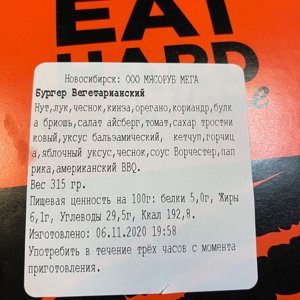 EAT
HARD
Новосибирск: ООО МЯСОРУБ МЕГА
Бургер Вегетарианский
Нут,лук,чеснок,кинза,орегано,кориандр,булк
а бриошь,салат айсберг,томат,сахар тростни
ковый,уксус бальзамический, кетчуп,горчиц
а,яблочный уксус,чеснок,соус Ворчестер,пап
рика,американский BBQ.
Вес 315 гр.
Пищевая ценность на 100г: белки 5,0г, Жиры
6,1г, Углеводы 29,5г, Ккал 192,8.
Изготовлено: 06.11.2020 19:58
Употребить в течение трёх часов с момента
приготовления.